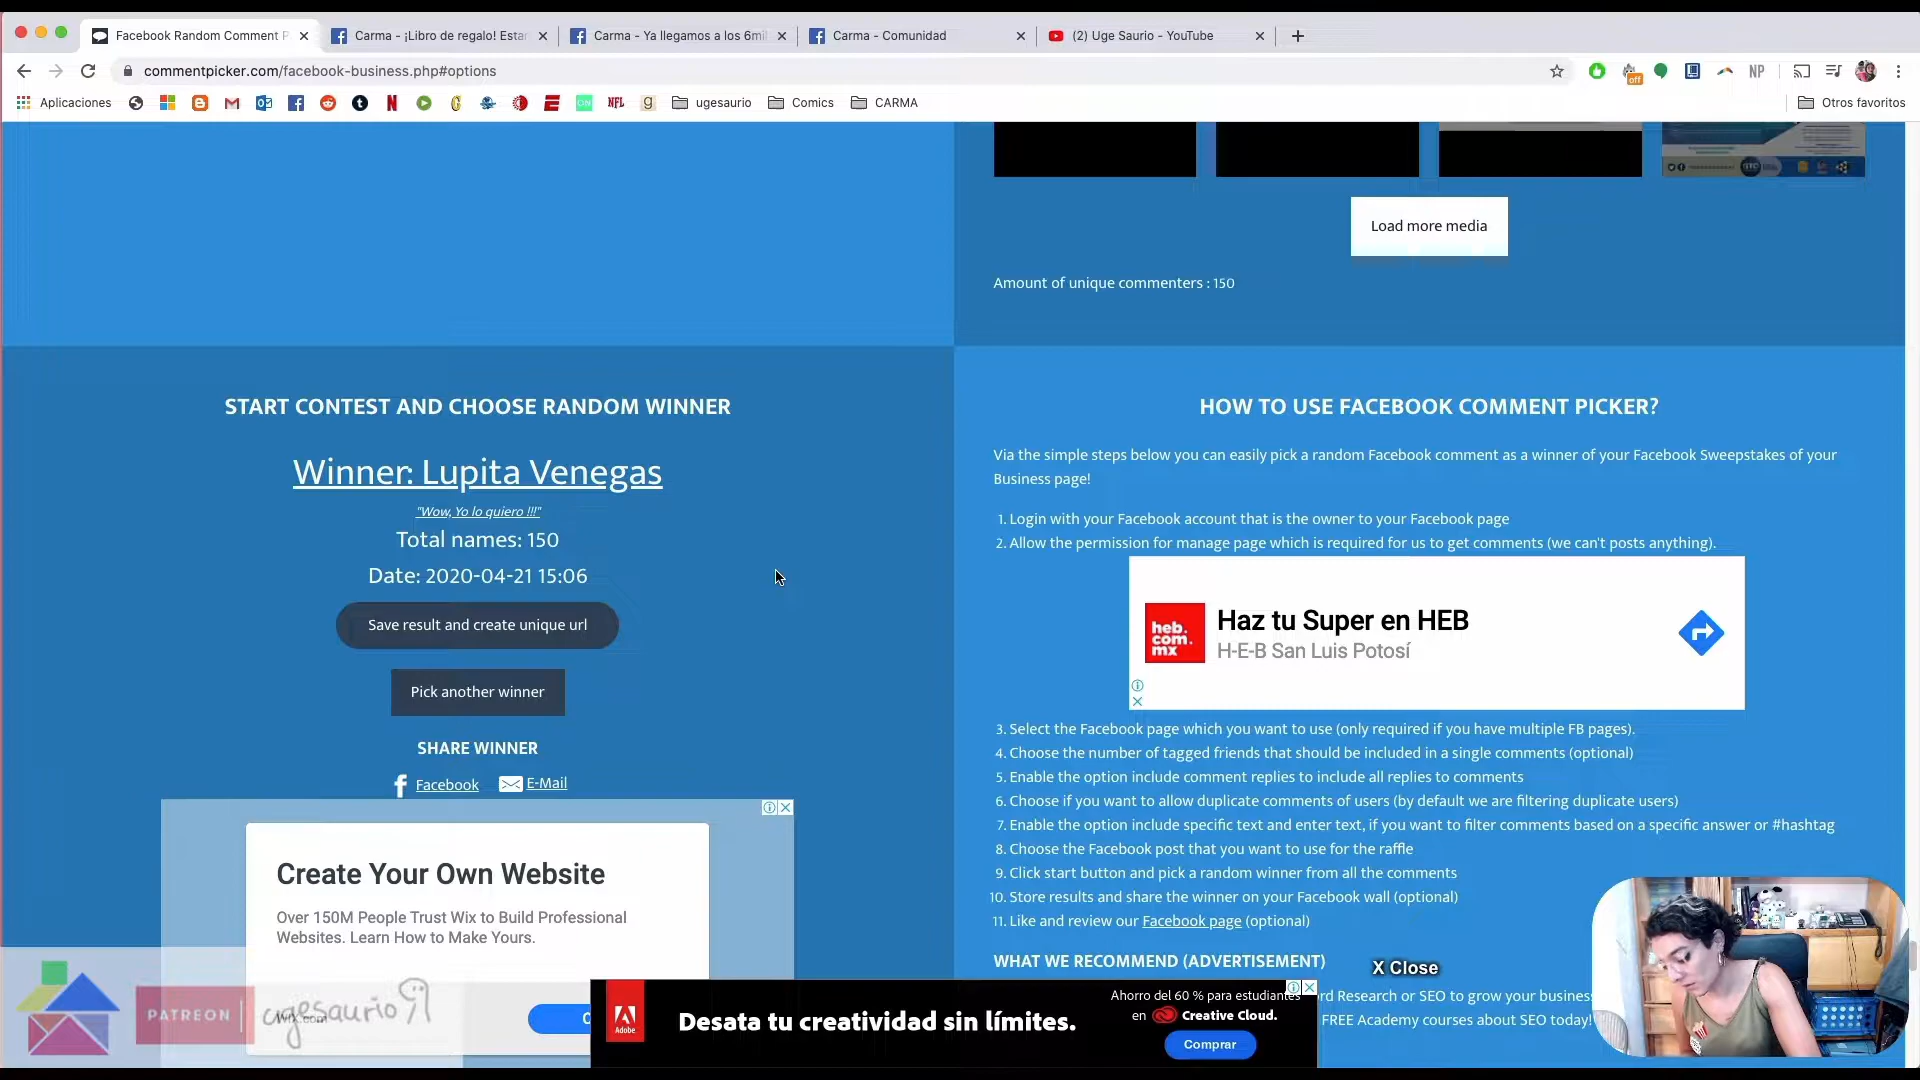 Facebook Random Comment P
Carma - ¡Libro de regalo! Estar
Carma - Ya llegamos a los 6mil
Carma - Comunidad
(2) Uge Saurio - YouTube
commentpicker.com/facebook-business.php#options
off
NP
Aplicaciones
NFL
ugesaurio
Comics
CARMA
Otros favoritos
Load more media
Amount of unique commenters : 150
START CONTEST AND CHOOSE RANDOM WINNER
Winner: Lupita Venegas
"Wow, Yo lo quiero !!!"
Total names: 150
Date: 2020-04-21 15:06
Save result and create unique url
Pick another winner
SHARE WINNER
Facebook
E-Mail
Create Your Own Website
Over 150M People Trust Wix to Build Professional
Websites. Learn How to Make Yours.
PATREON
ugesaurio
HOW TO USE FACEBOOK COMMENT PICKER?
Via the simple steps below you can easily pick a random Facebook comment as a winner of your Facebook Sweepstakes of your
Business page!
1. Login with your Facebook account that is the owner to your Facebook page
2. Allow the permission for manage page which is required for us to get comments (we can't posts anything).
heb.
com.
mx
Haz tu Super en HEB
H-E-B San Luis Potosí
3. Select the Facebook page which you want to use (only required if you have multiple FB pages).
4. Choose the number of tagged friends that should be included in a single comments (optional)
5. Enable the option include comment replies to include all replies to comments
6. Choose if you want to allow duplicate comments of users (by default we are filtering duplicate users)
7. Enable the option include specific text and enter text, if you want to filter comments based on a specific answer or #hashtag
8. Choose the Facebook post that you want to use for the raffle
9. Click start button and pick a random winner from all the comments
10. Store results and share the winner on your Facebook wall (optional)
11. Like and review our Facebook page (optional)
WHAT WE RECOMMEND (ADVERTISEMENT)
X Close
rd Research or SEO to grow your business
FREE Academy courses about SEO today!
Adobe
Desata tu creatividad sin límites.
Ahorro del 60 % para estudiantes
en Creative Cloud.
Comprar